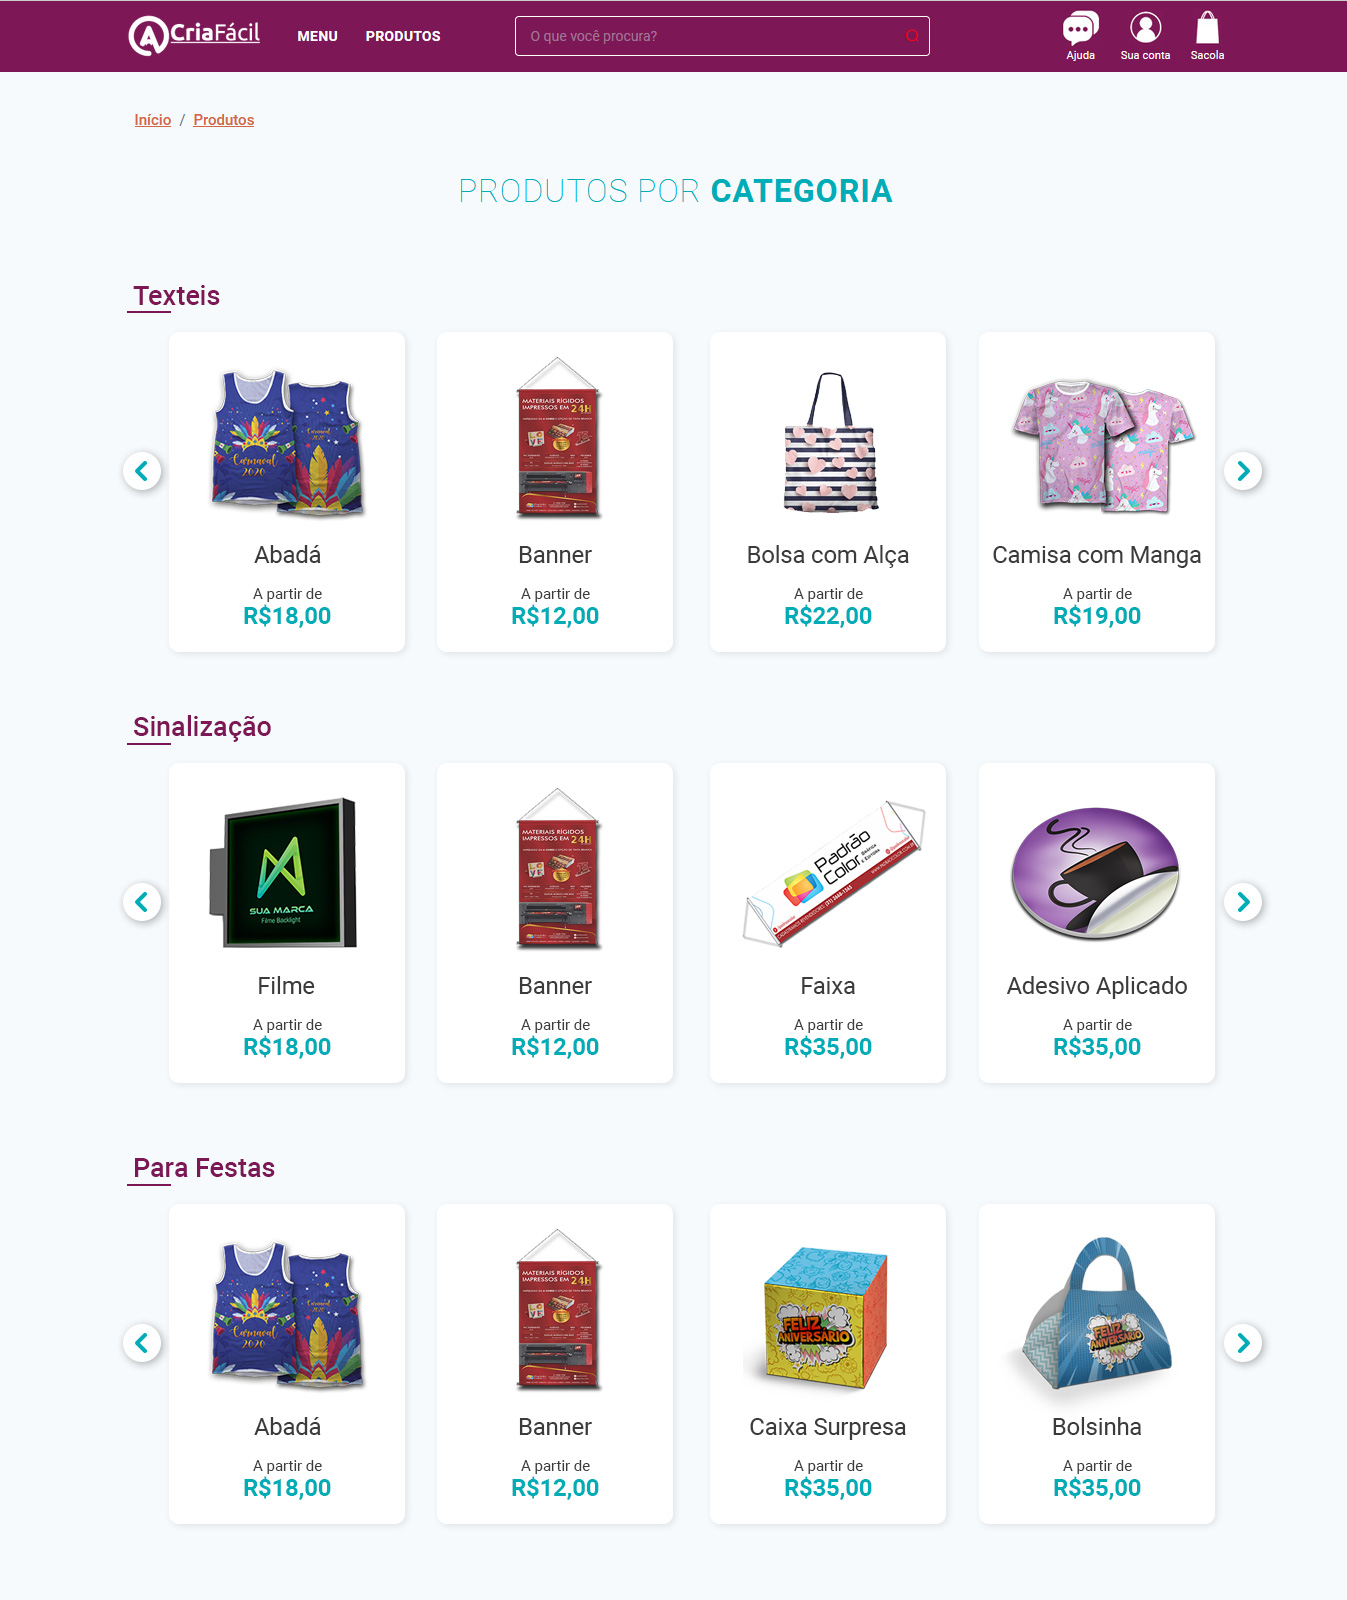 CriaFácil
MENU
PRODUTOS
O que você procura?
Ajuda
Sua conta
Sacola
Início / Produtos
PRODUTOS POR CATEGORIA
Texteis
Carnaval
2020
Carnaval
2020
MATERIAIS RÍGIDOS
IMPRESSOS EM 24H
Abadá
A partir de
R$18,00
Banner
A partir de
R$12,00
Bolsa com Alça
A partir de
R$22,00
Camisa com Manga
A partir de
R$19,00
Sinalização
SUA MARCA
Filme Backlight
MATERIAIS RÍGIDOS
IMPRESSOS EM 24H
Padrão
Color
Filme
A partir de
R$18,00
Banner
A partir de
R$12,00
Faixa
A partir de
R$35,00
Adesivo Aplicado
A partir de
R$35,00
Para Festas
Carnaval
2020
Carnaval
2020
MATERIAIS RÍGIDOS
IMPRESSOS EM 24H
FELIZ
ANIVERSÁRIO
FELIZ
ANIVERSÁRIO
Abadá
A partir de
R$18,00
Banner
A partir de
R$12,00
Caixa Surpresa
A partir de
R$35,00
Bolsinha
A partir de
R$35,00